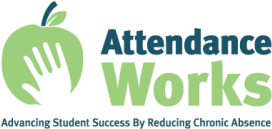 Attendance
Works
Advancing Student Success By Reducing Chronic Absence